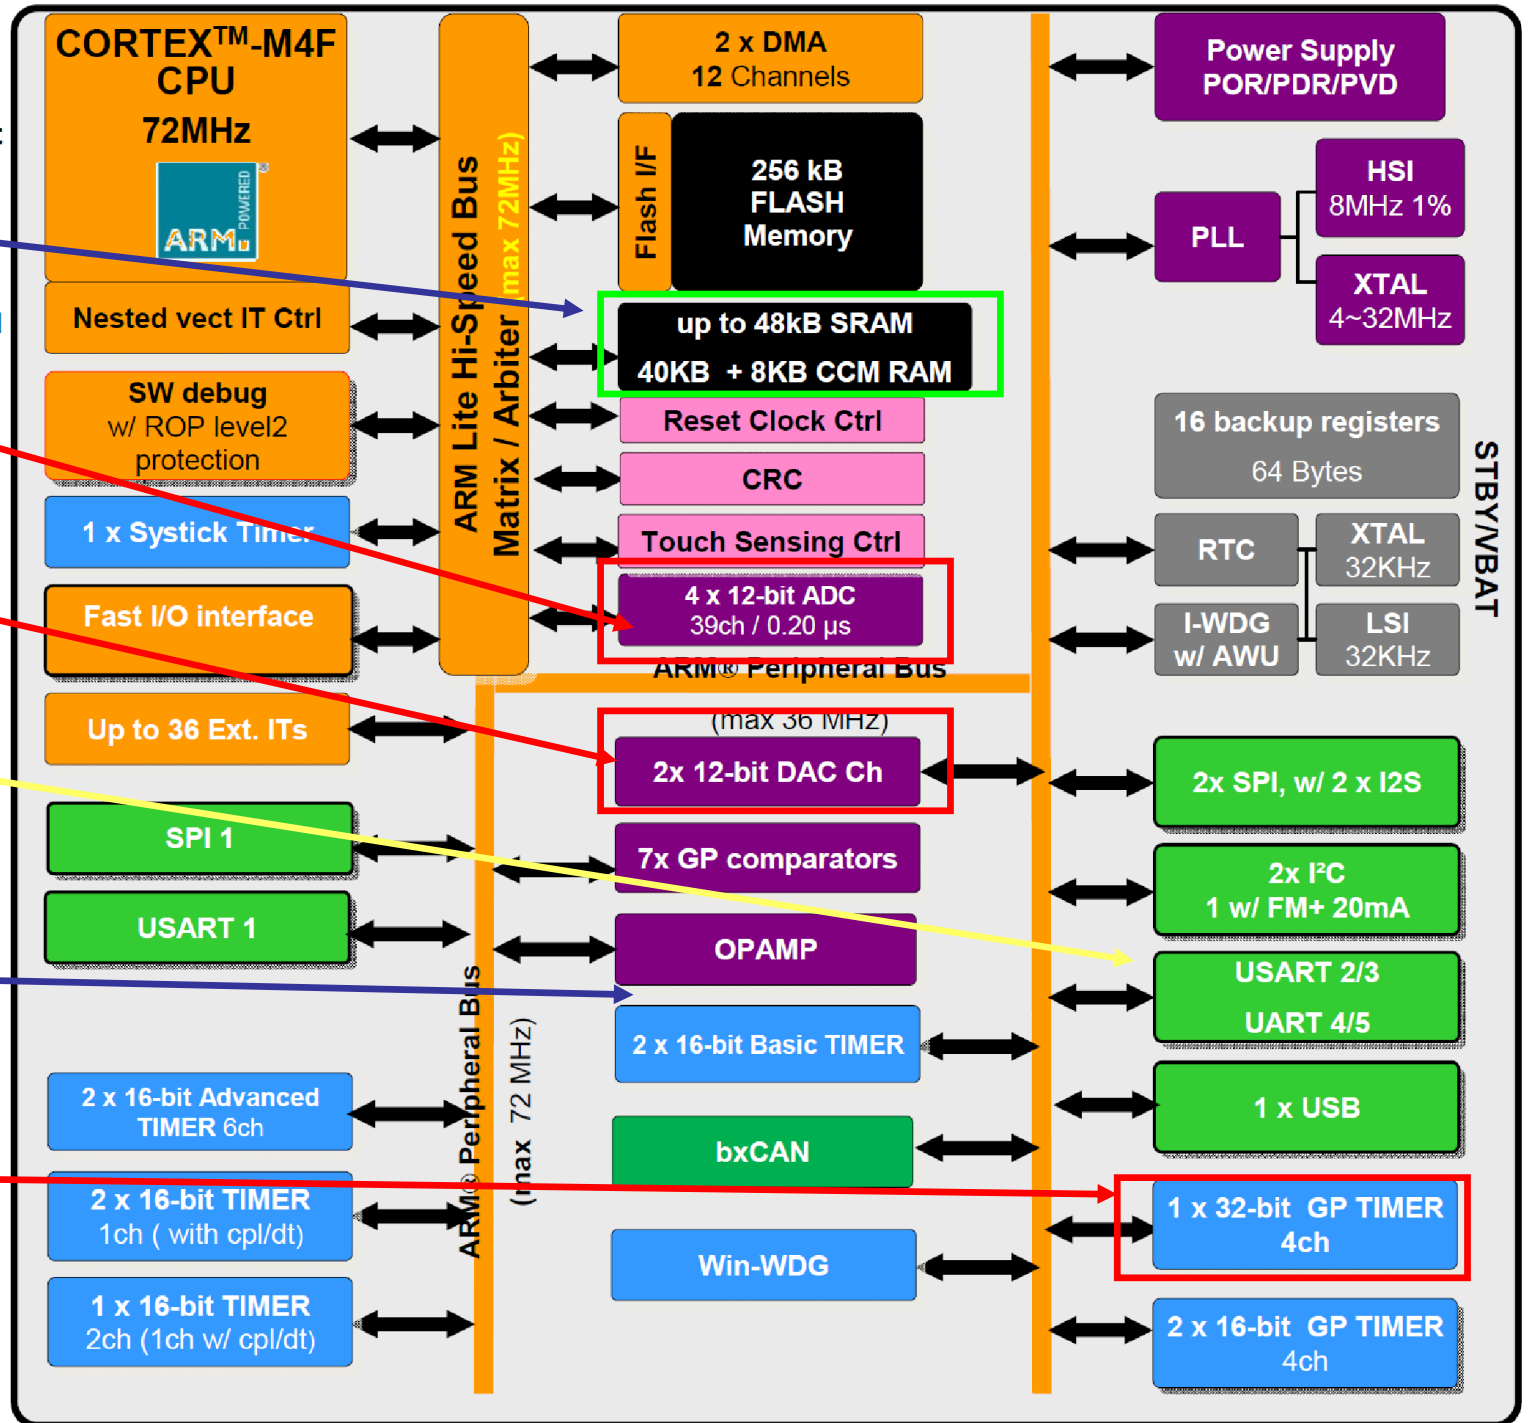 CORTEX™-M4F
CPU
72MHz
ARM POWERED ®
Nested vect IT Ctrl
SW debug
w/ ROP level2
protection
1 x Systick Timer
Fast I/O interface
Up to 36 Ext. ITs
SPI 1
USART 1
2 x 16-bit Advanced
TIMER 6ch
2 x 16-bit TIMER
1ch ( with cpl/dt)
1 x 16-bit TIMER
2ch (1ch w/ cpl/dt)
ARM Lite Hi-Speed Bus
Matrix / Arbiter (max 72MHz)
ARM® Peripheral Bus
(max 72 MHz)
2 x DMA
12 Channels
Flash I/F
256 kB
FLASH
Memory
up to 48kB SRAM
40KB + 8KB CCM RAM
Reset Clock Ctrl
CRC
Touch Sensing Ctrl
4 x 12-bit ADC
39ch / 0.20 µs
ARM® Peripheral Bus
(max 36 MHz)
2x 12-bit DAC Ch
7x GP comparators
OPAMP
2 x 16-bit Basic TIMER
bxCAN
Win-WDG
Power Supply
POR/PDR/PVD
PLL
HSI
8MHz 1%
XTAL
4~32MHz
16 backup registers
64 Bytes
RTC
XTAL
32KHz
I-WDG
w/ AWU
LSI
32KHz
STBY/VBAT
2x SPI, w/ 2 x I2S
2x I²C
1 w/ FM+ 20mA
USART 2/3
UART 4/5
1 x USB
1 x 32-bit GP TIMER
4ch
2 x 16-bit GP TIMER
4ch